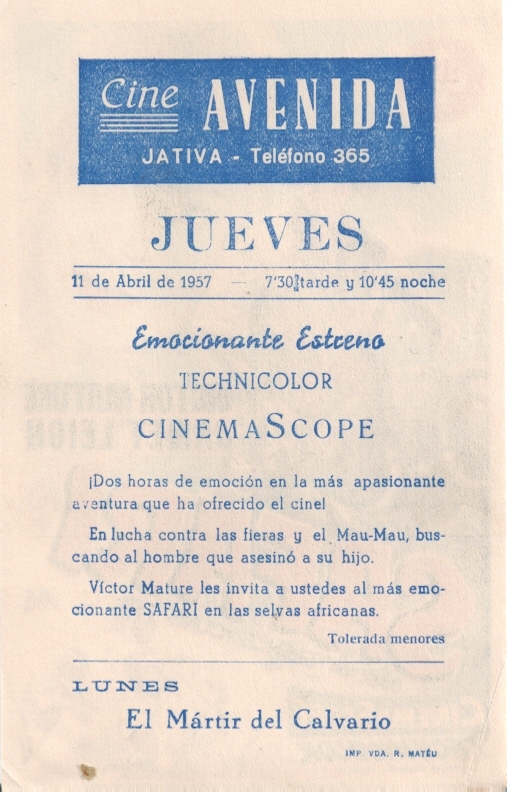 Cine AVENIDA
JATIVA - Teléfono 365
JUEVES
11 de Abril de 1957 — 7'30 tarde y 10'45 noche
Emocionante Estreno
TECHNICOLOR
CINEMASCOPE
¡Dos horas de emoción en la más apasionante
aventura que ha ofrecido el cine!
En lucha contra las fieras y el Mau-Mau, bus-
cando al hombre que asesinó a su hijo.
Víctor Mature les invita a ustedes al más emo-
cionante SAFARI en las selvas africanas.
Tolerada menores
LUNES
El Mártir del Calvario
IMP. VDA. R. MATÉU